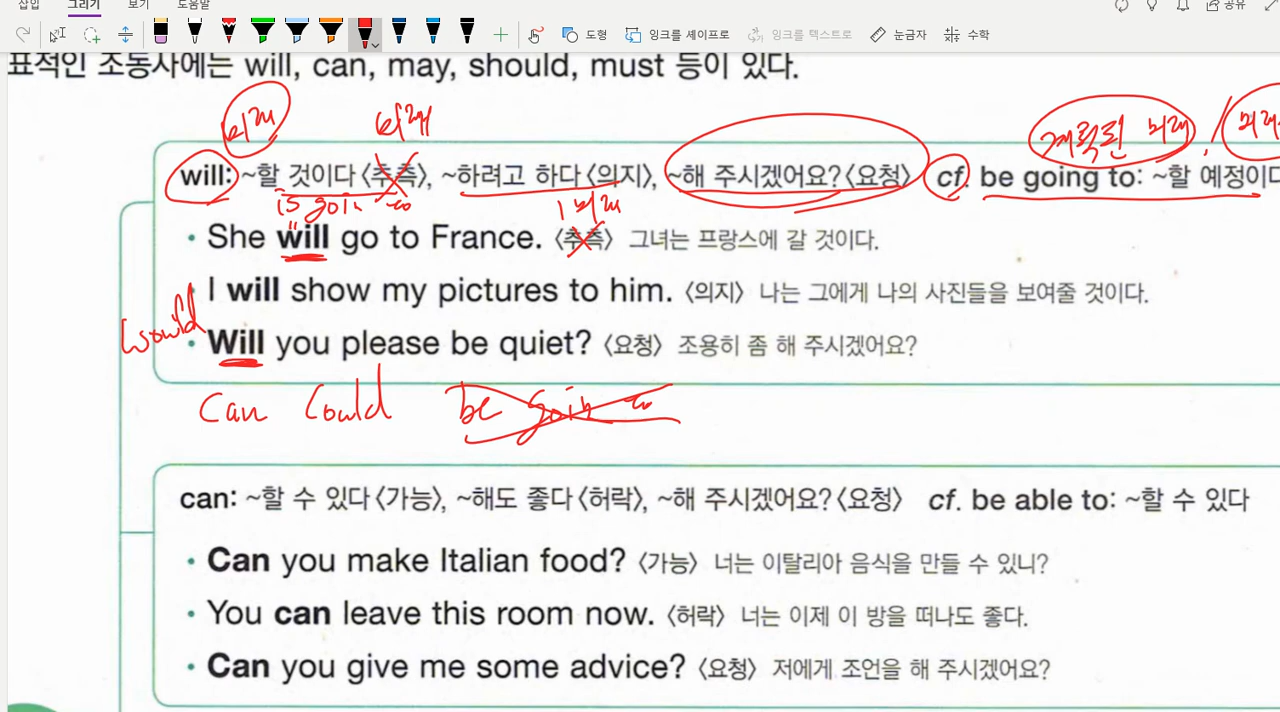 삽입 그리기 보기 도움말 공유
도형 잉크를 셰이프로 잉크를 텍스트로 눈금자 수학
표적인 조동사에는 will, can, may, should, must 등이 있다.
미래 미래 계획된 미래 /
will: ~할 것이다〈추측〉, ~하려고 하다〈의지〉, ~해 주시겠어요?〈요청〉 cf. be going to: ~할 예정이다
is goin to 미래
• She will go to France. 〈추측〉 그녀는 프랑스에 갈 것이다.
• I will show my pictures to him. 〈의지〉 나는 그에게 나의 사진들을 보여줄 것이다.
Would
• Will you please be quiet? 〈요청〉 조용히 좀 해 주시겠어요?
Can Could be goin to
can: ~할 수 있다〈가능〉, ~해도 좋다〈허락〉, ~해 주시겠어요?〈요청〉 cf. be able to: ~할 수 있다
• Can you make Italian food? 〈가능〉 너는 이탈리아 음식을 만들 수 있니?
• You can leave this room now. 〈허락〉 너는 이제 이 방을 떠나도 좋다.
• Can you give me some advice? 〈요청〉 저에게 조언을 해 주시겠어요?